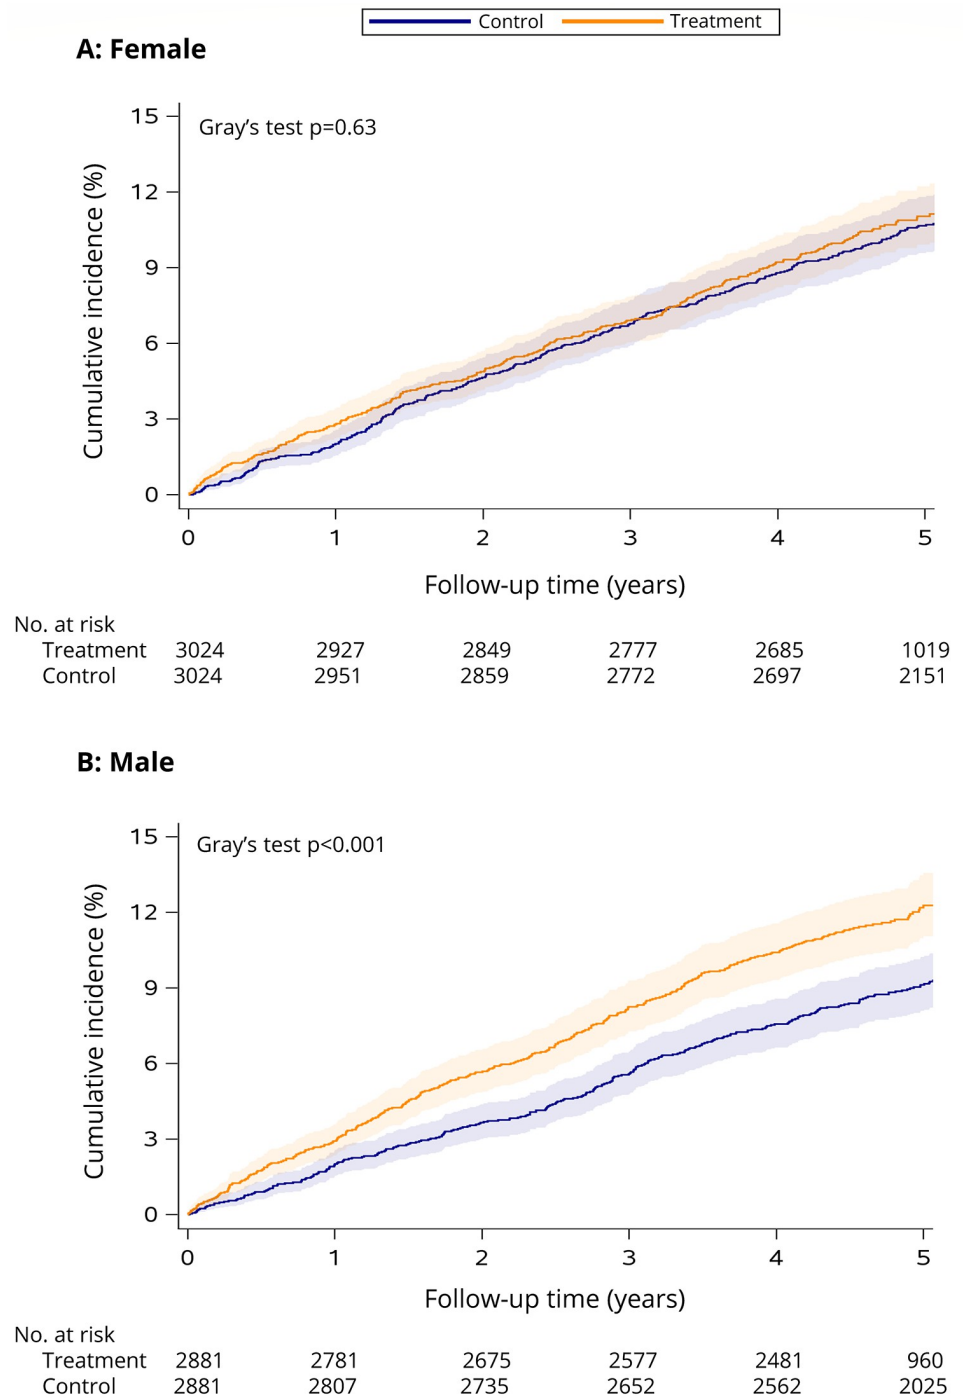 Control Treatment
A: Female
15
Gray’s test p=0.63
12
9
6
3
0
Cumulative incidence (%)
0 1 2 3 4 5
Follow-up time (years)
No. at risk
Treatment 3024 2927 2849 2777 2685 1019
Control 3024 2951 2859 2772 2697 2151
B: Male
15
Gray’s test p<0.001
12
9
6
3
0
Cumulative incidence (%)
0 1 2 3 4 5
Follow-up time (years)
No. at risk
Treatment 2881 2781 2675 2577 2481 960
Control 2881 2807 2735 2652 2562 2025